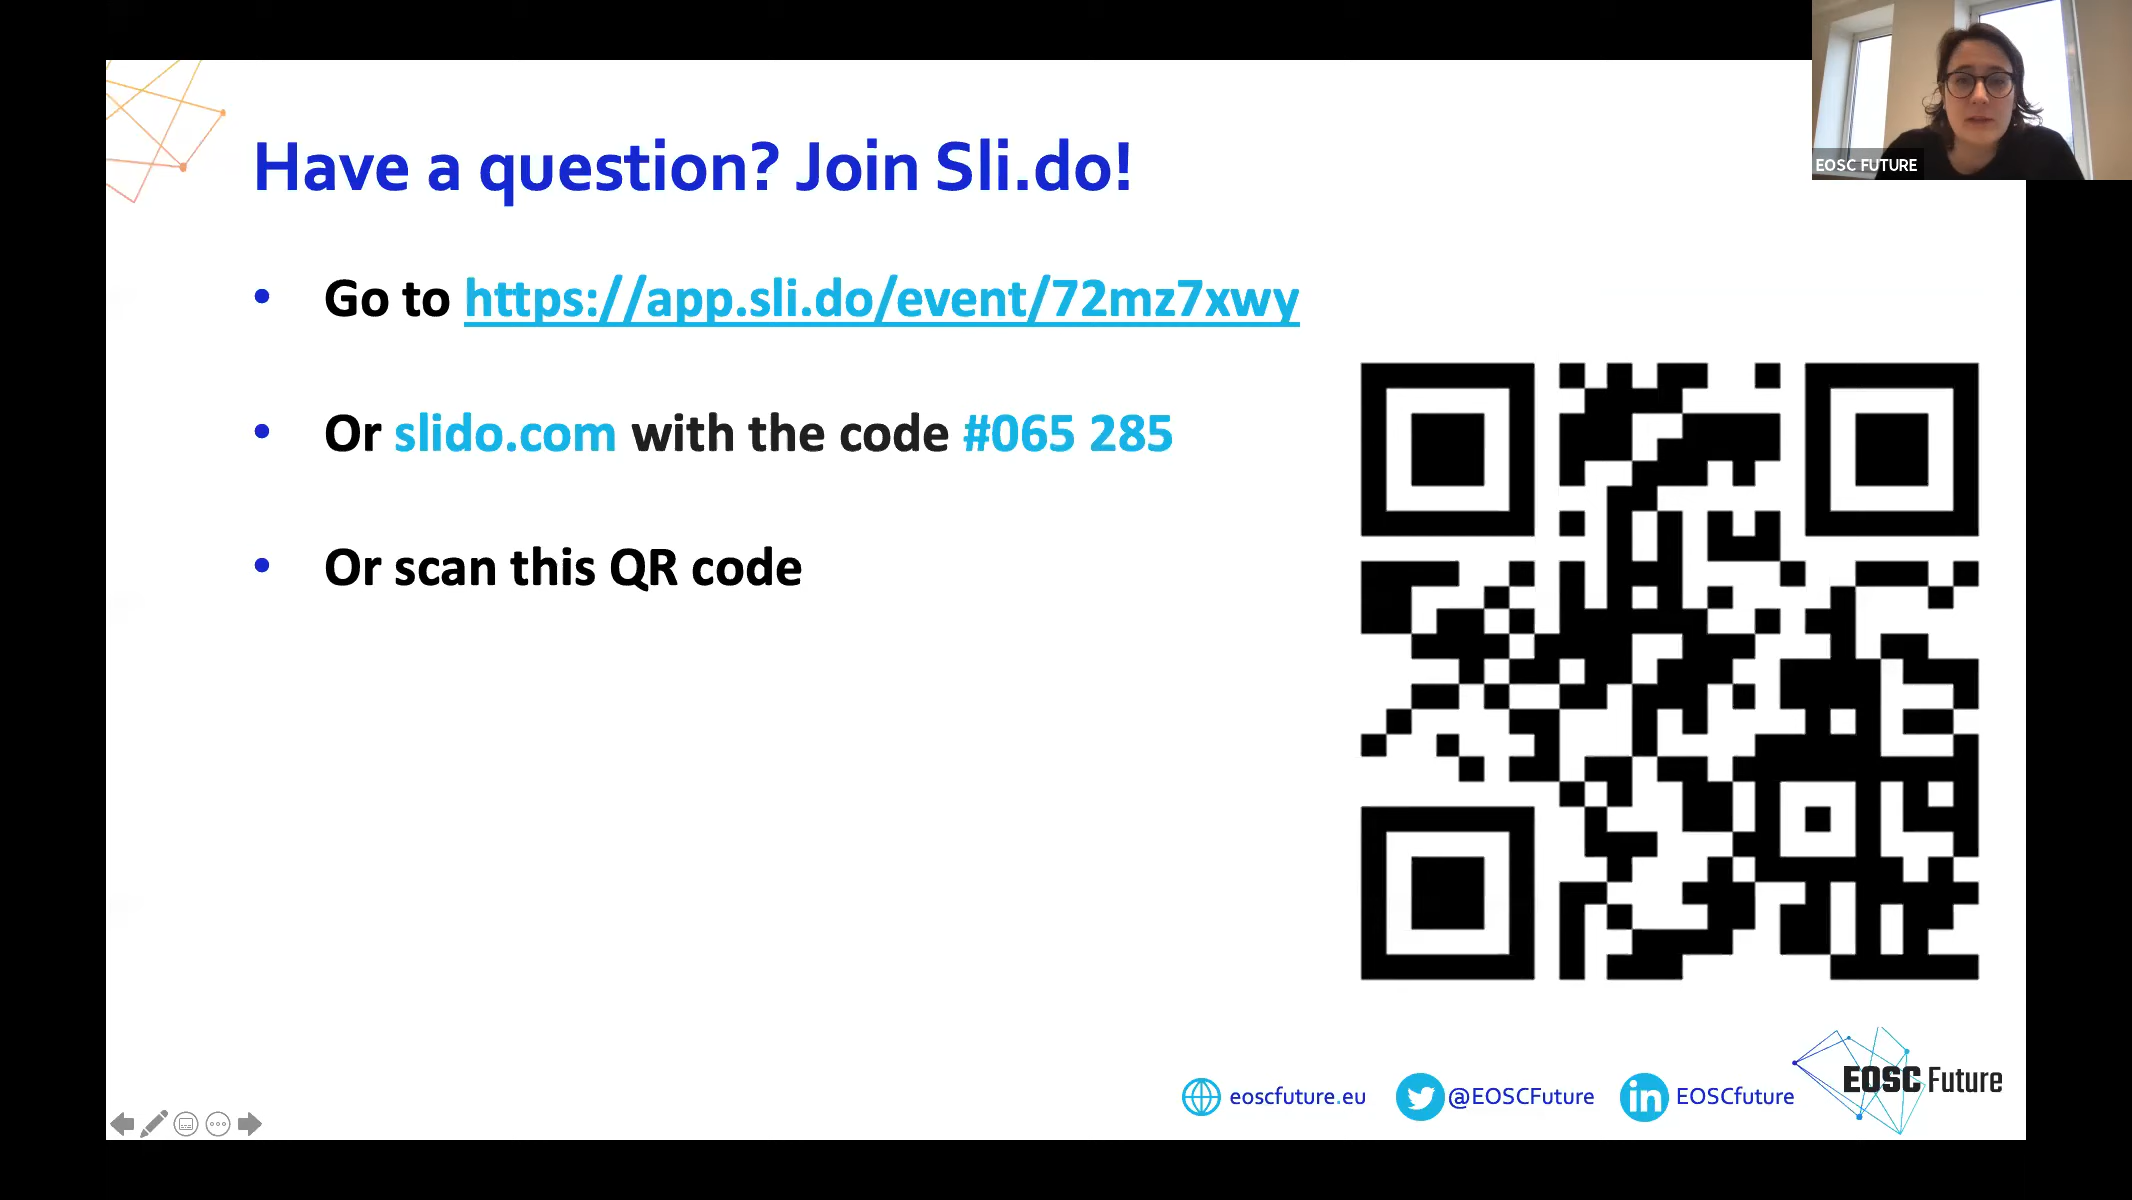 EOSC FUTURE
Have a question? Join Sli.do!
• Go to https://app.sli.do/event/72mz7xwy
• Or slido.com with the code #065 285
• Or scan this QR code
eoscfuture.eu
@EOSCFuture
in EOSCfuture
EOSC Future